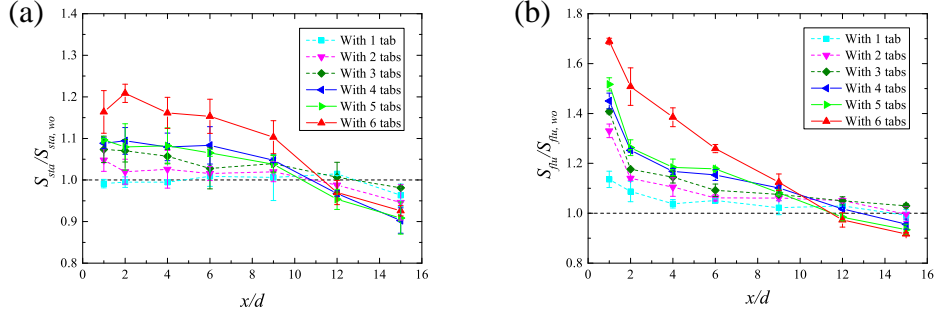 (a)
S_sta/S_sta, wo
1.4
1.3
1.2
1.1
1.0
0.9
0.8
0 2 4 6 8 10 12 14 16
x/d
With 1 tab
With 2 tabs
With 3 tabs
With 4 tabs
With 5 tabs
With 6 tabs
(b)
S_flu/S_flu, wo
1.8
1.6
1.4
1.2
1.0
0.8
0 2 4 6 8 10 12 14 16
x/d
With 1 tab
With 2 tabs
With 3 tabs
With 4 tabs
With 5 tabs
With 6 tabs